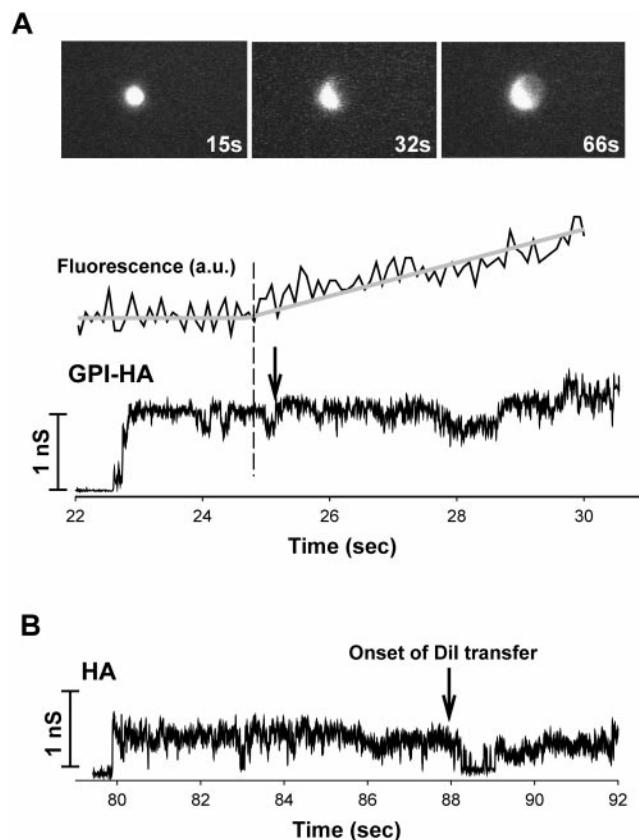 A
15s 32s 66s
Fluorescence (a.u.)
GPI-HA
1 nS
22 24 26 28 30
Time (sec)
B
Onset of DiI transfer
HA
1 nS
80 82 84 86 88 90 92
Time (sec)